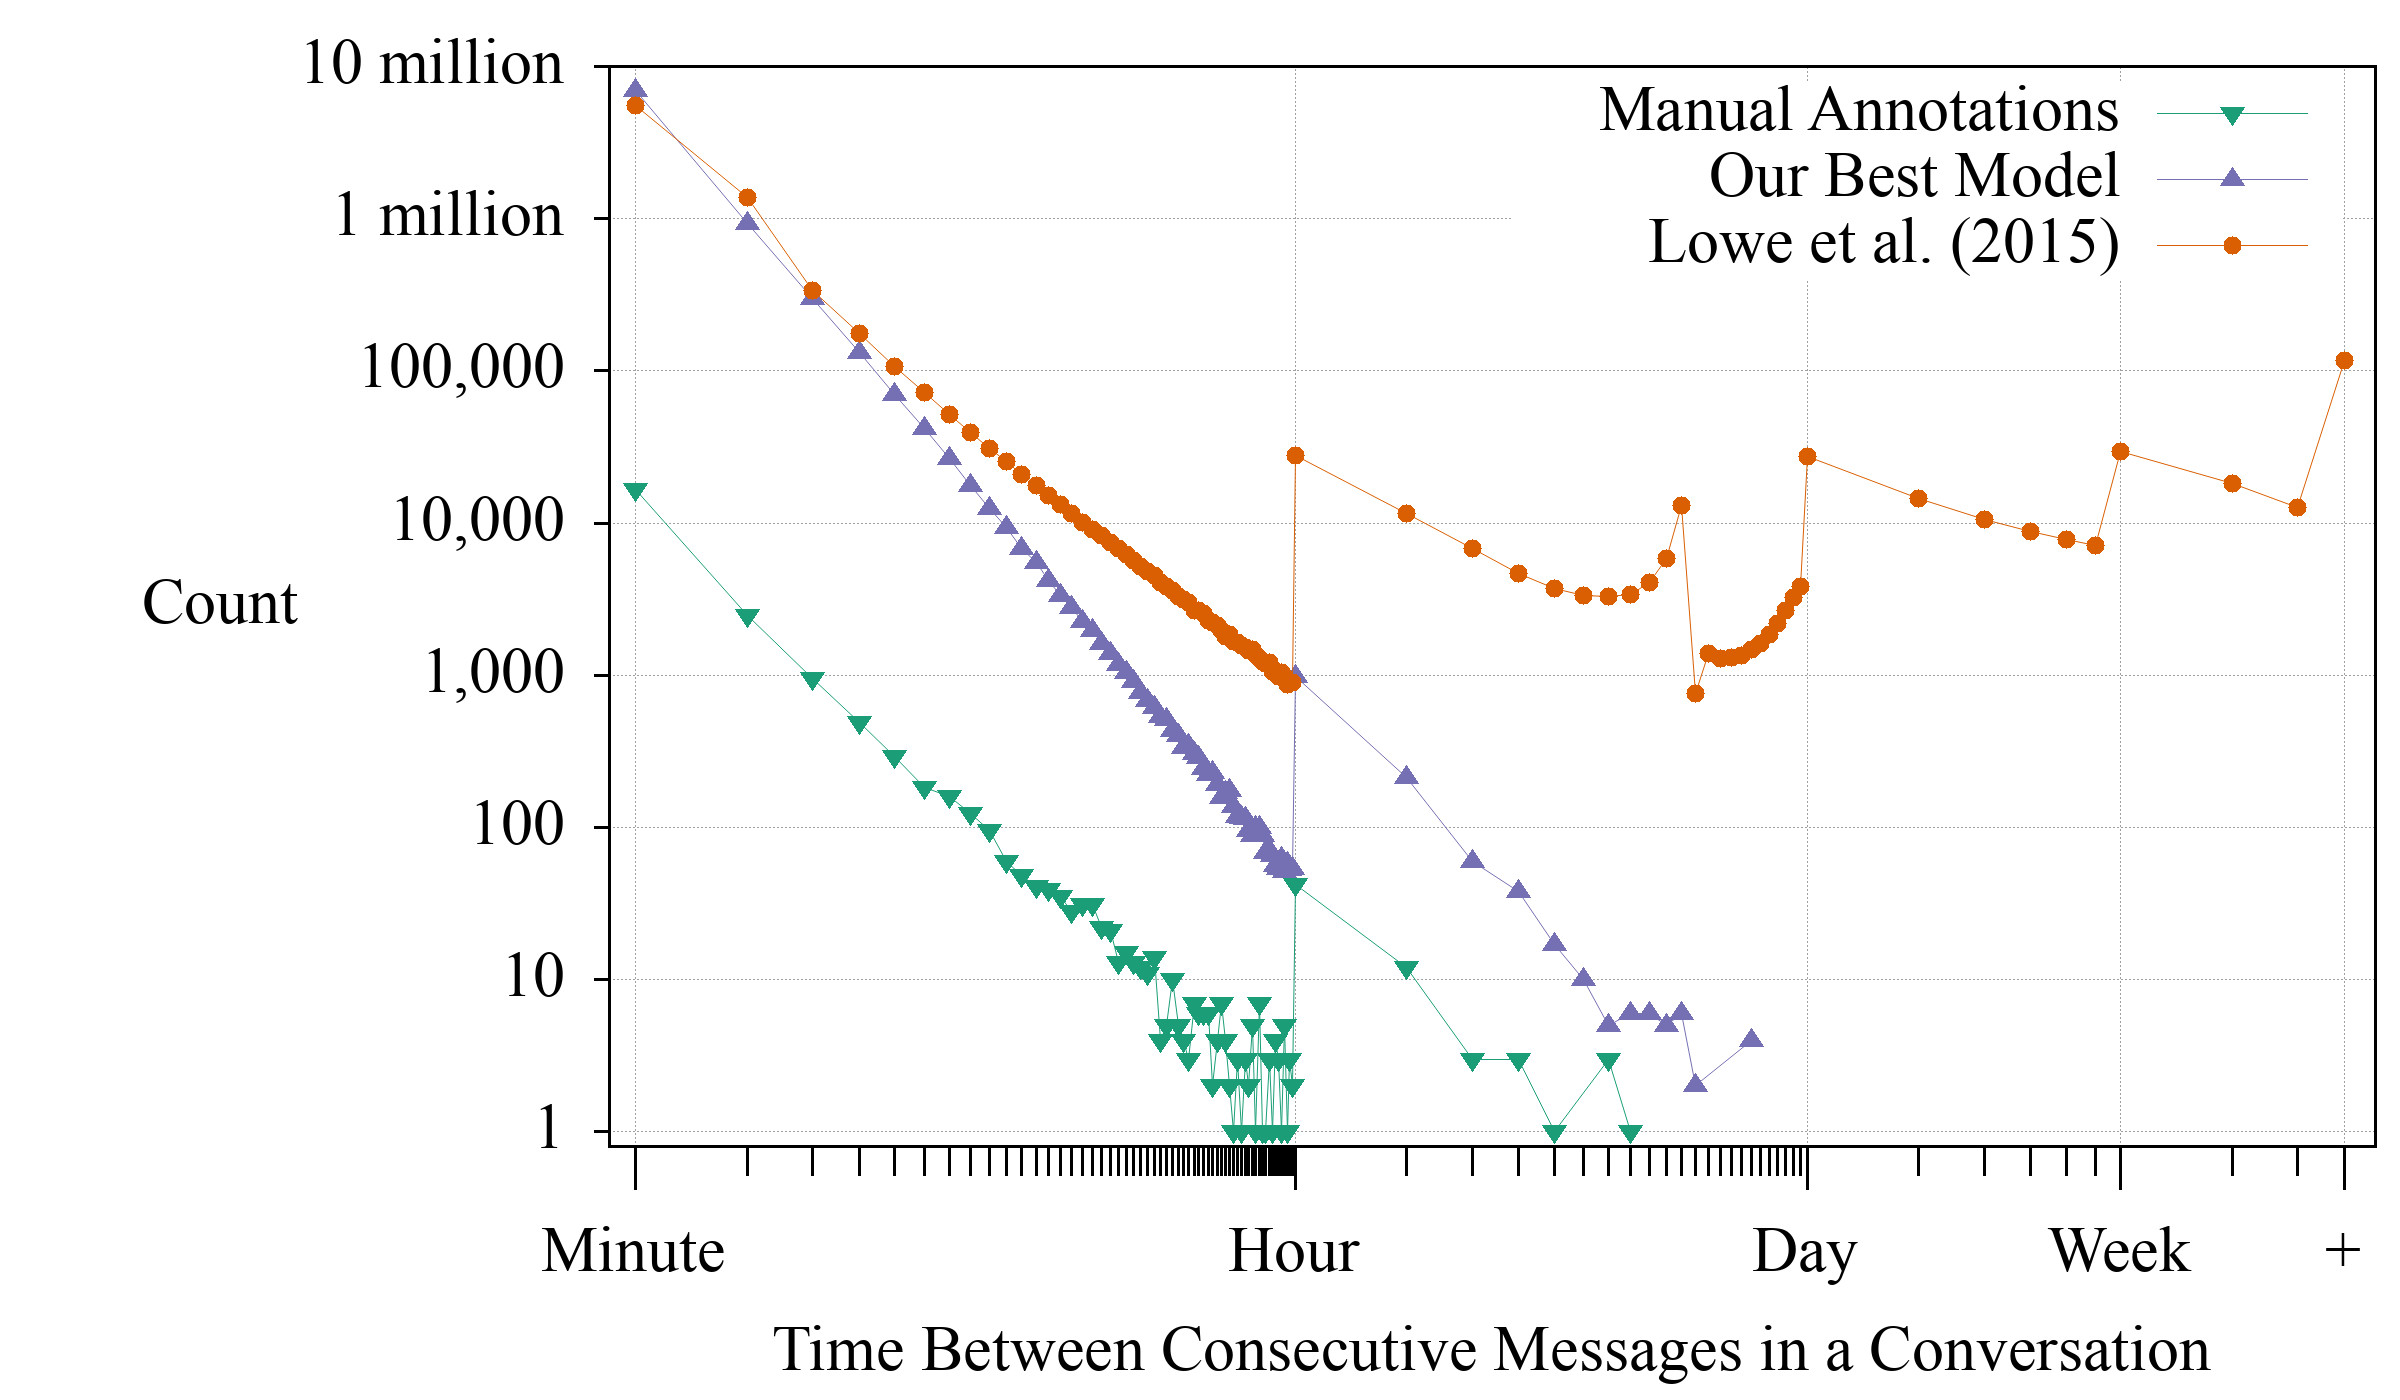 10 million
1 million
100,000
10,000
1,000
100
10
1
Count
Manual Annotations
Our Best Model
Lowe et al. (2015)
Minute Hour Day Week +
Time Between Consecutive Messages in a Conversation